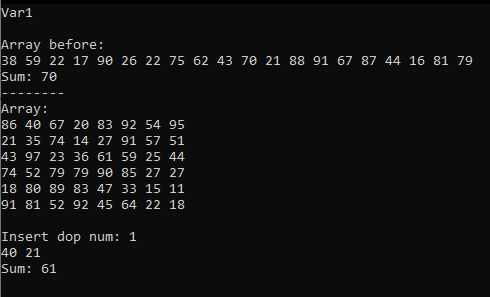 Var1
Array before:
38 59 22 17 90 26 22 75 62 43 70 21 88 91 67 87 44 16 81 79
Sum: 70
--------
Array:
86 40 67 20 83 92 54 95
21 35 74 14 27 91 57 51
43 97 23 36 61 59 25 44
74 52 79 79 90 85 27 27
18 80 89 83 47 33 15 11
91 81 52 92 45 64 22 18
Insert dop num: 1
40 21
Sum: 61